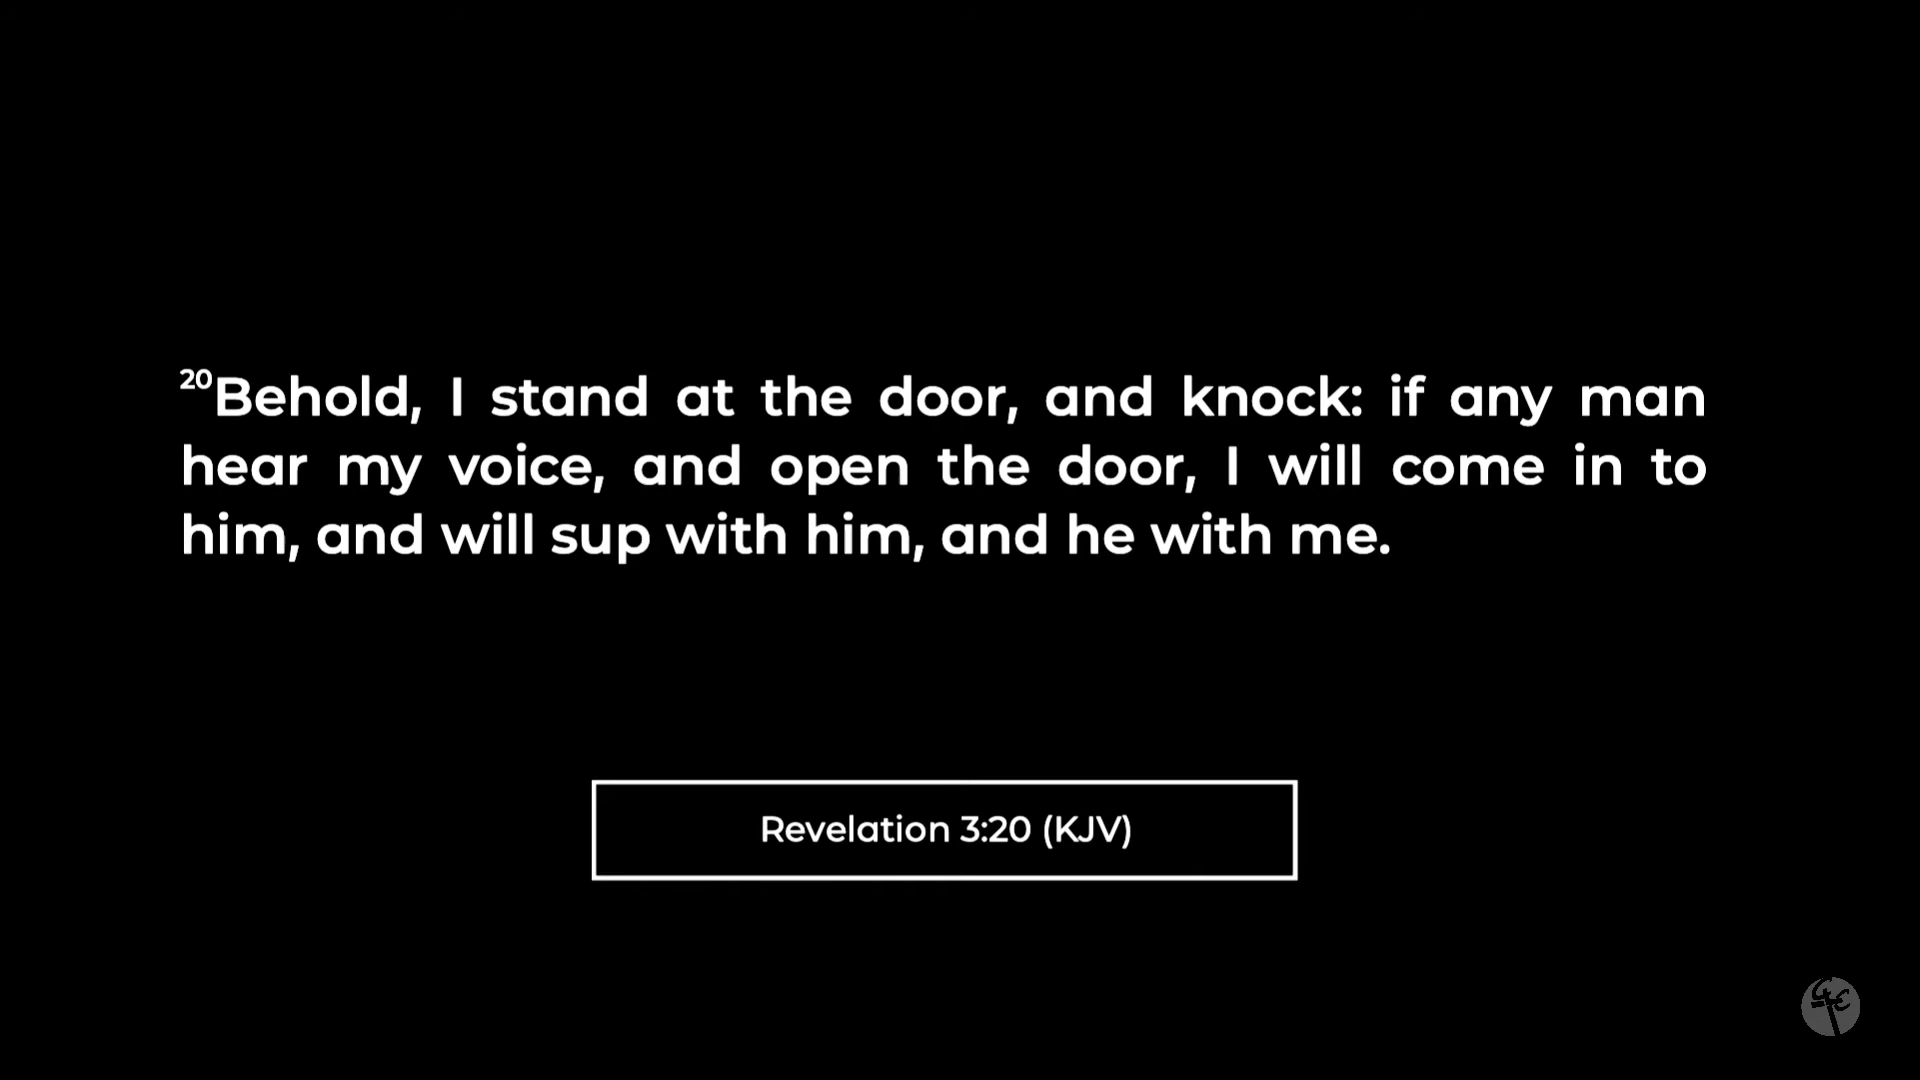 20Behold, I stand at the door, and knock: if any man
hear my voice, and open the door, I will come in to
him, and will sup with him, and he with me.
Revelation 3:20 (KJV)